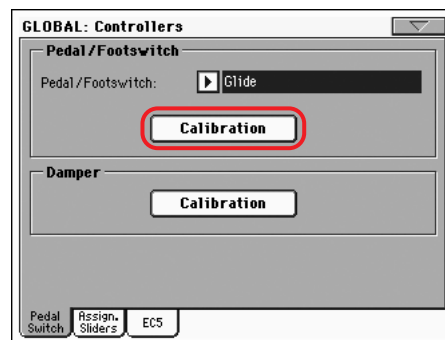 GLOBAL: Controllers
Pedal/Footswitch
Pedal/Footswitch: Glide
Calibration
Damper
Calibration
Pedal Switch
Assign. Sliders
EC5